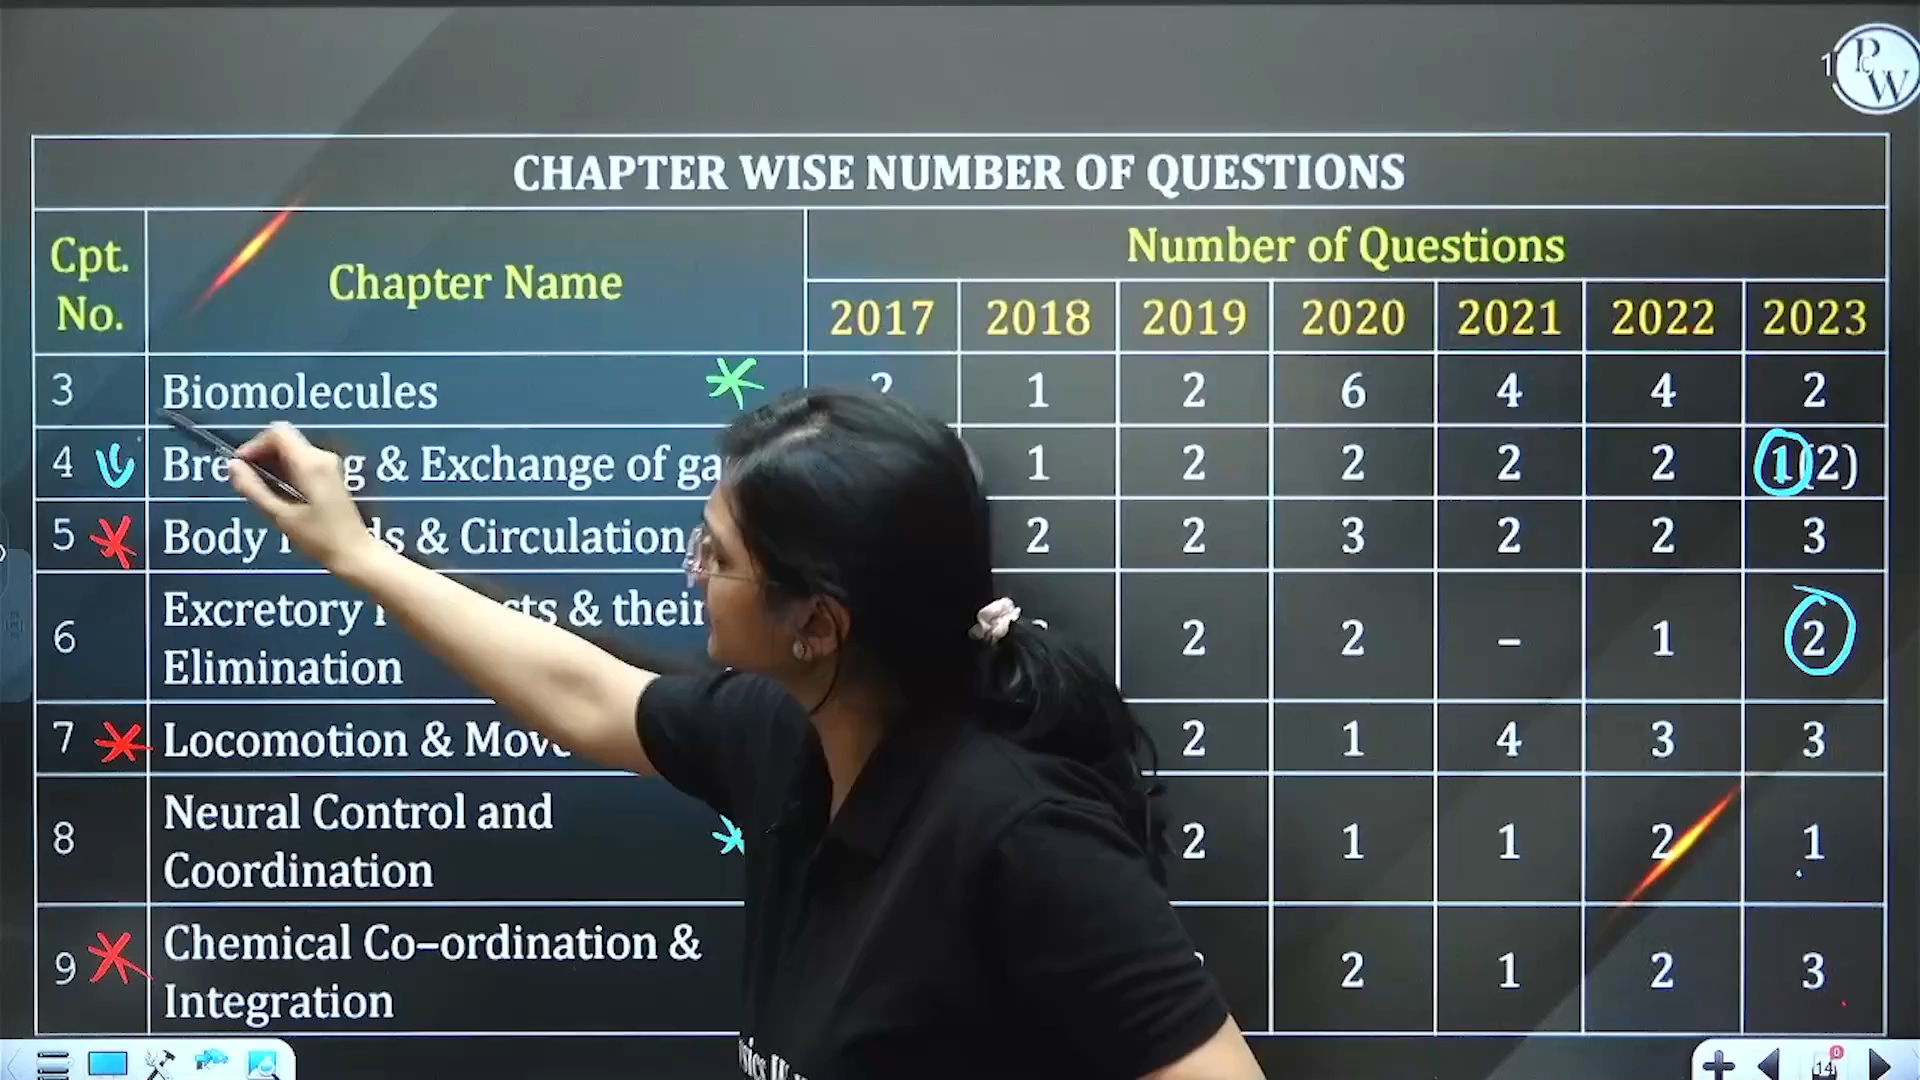 PW
CHAPTER WISE NUMBER OF QUESTIONS
Cpt. No. Chapter Name Number of Questions
2017 2018 2019 2020 2021 2022 2023
3 Biomolecules 2 1 2 6 4 4 2
4 & Exchange of 1 2 2 2 2 1(2)
5 Body & Circulation 2 2 3 2 2 3
6 Excretory & their
Elimination 2 2 – 1 2
7 Locomotion & 2 1 4 3 3
8 Neural Control and
Coordination 2 1 1 2 1
9 Chemical Co–ordination &
Integration 2 1 2 3
14
0